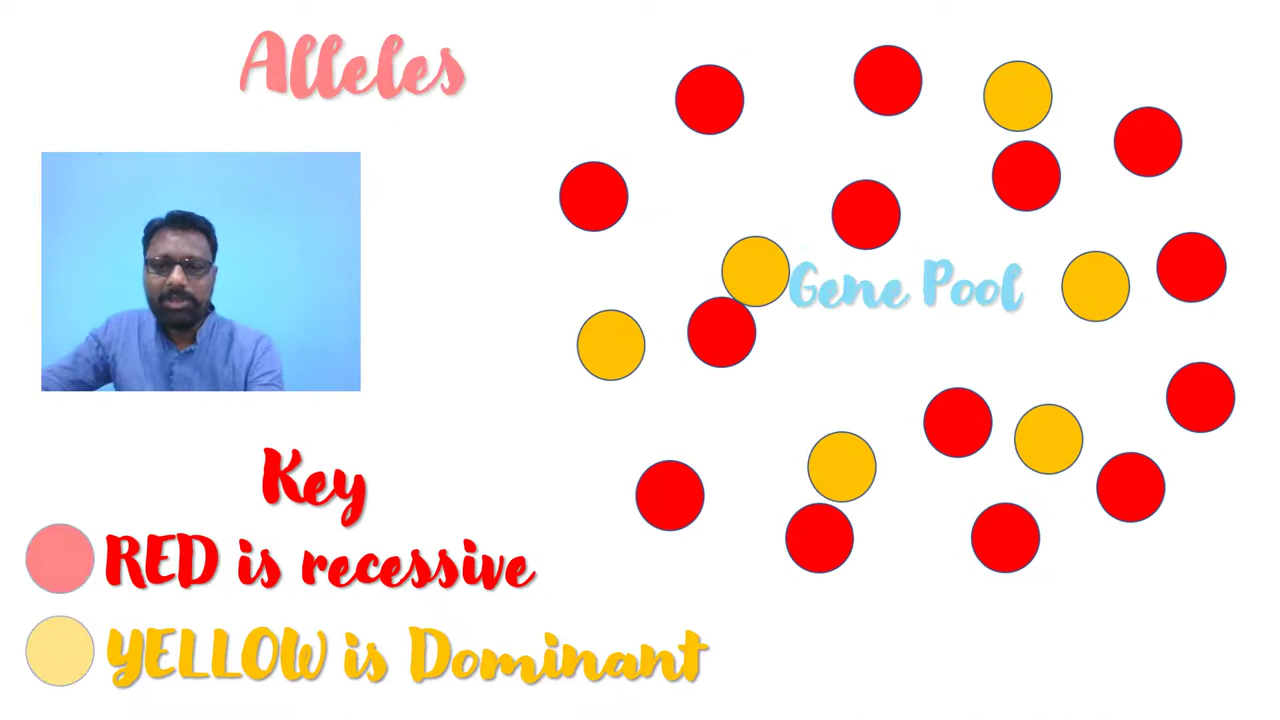 Alleles
Gene Pool
Key
RED is recessive
YELLOW is Dominant